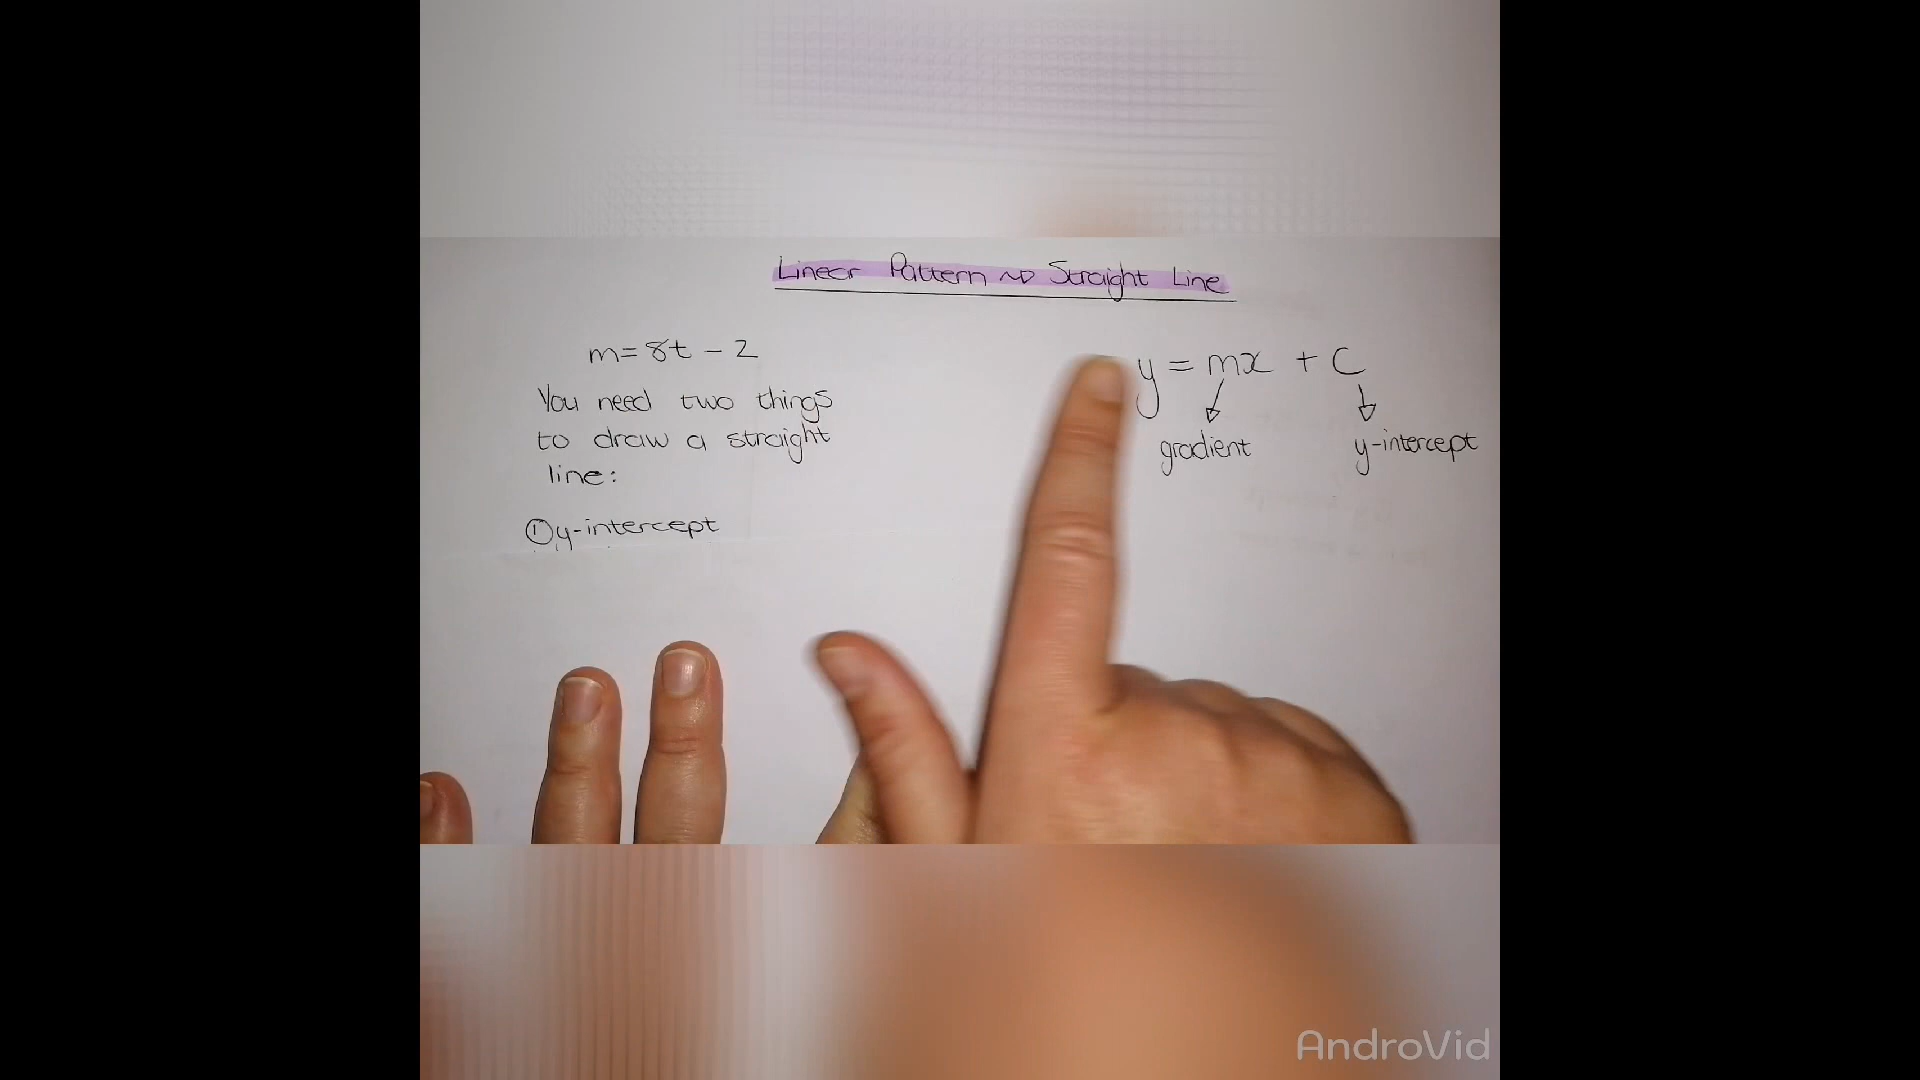 Linear Pattern ~> Straight Line
m = 8t - 2
You need two things
to draw a straight
line:
① y-intercept
y = mx + C
gradient
y-intercept
AndroVid